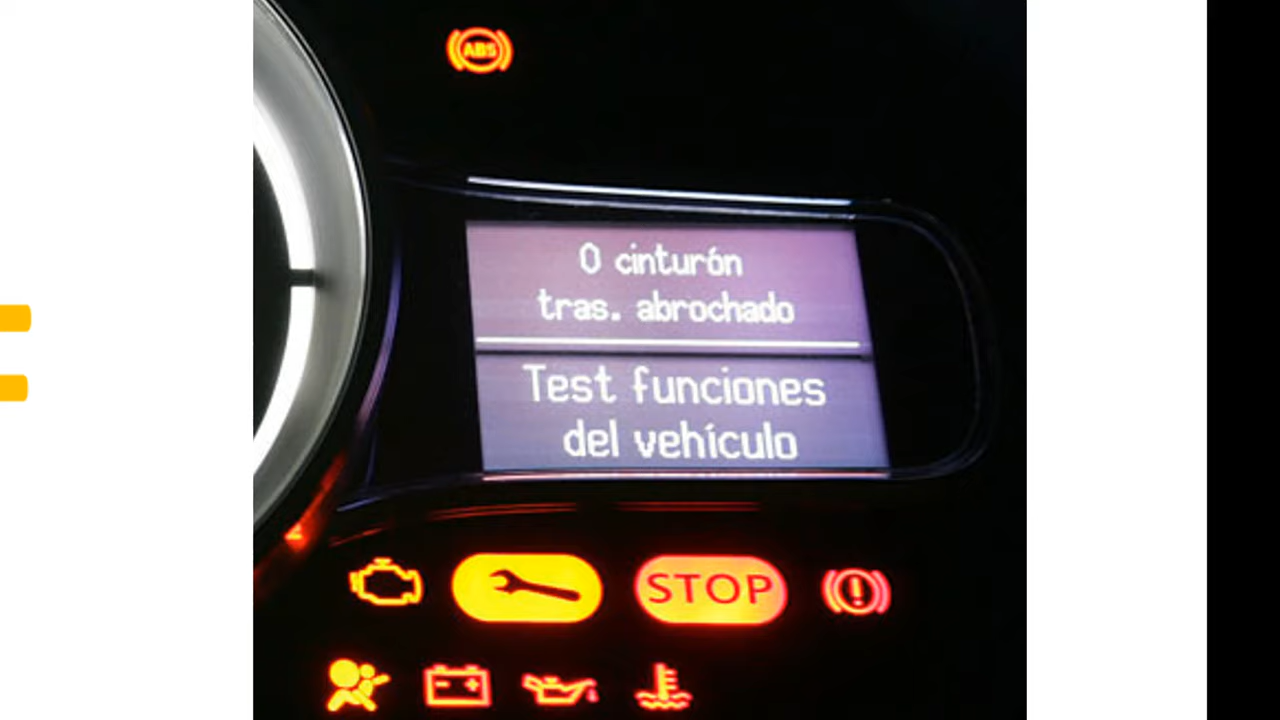 ABS
0 cinturón
tras. abrochado
Test funciones
del vehículo
STOP